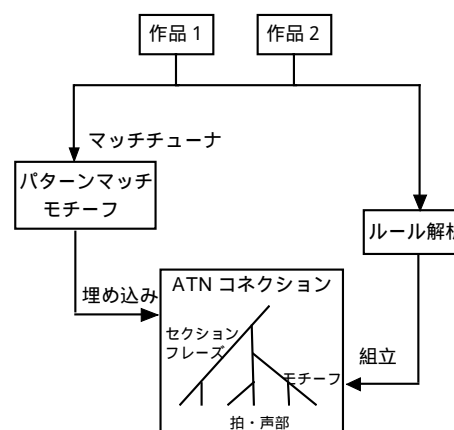 作品 1
作品 2
マッチチューナ
パターンマッチ
モチーフ
ルール解析
埋め込み
ATN コネクション
セクション
フレーズ
モチーフ
組立
拍・声部